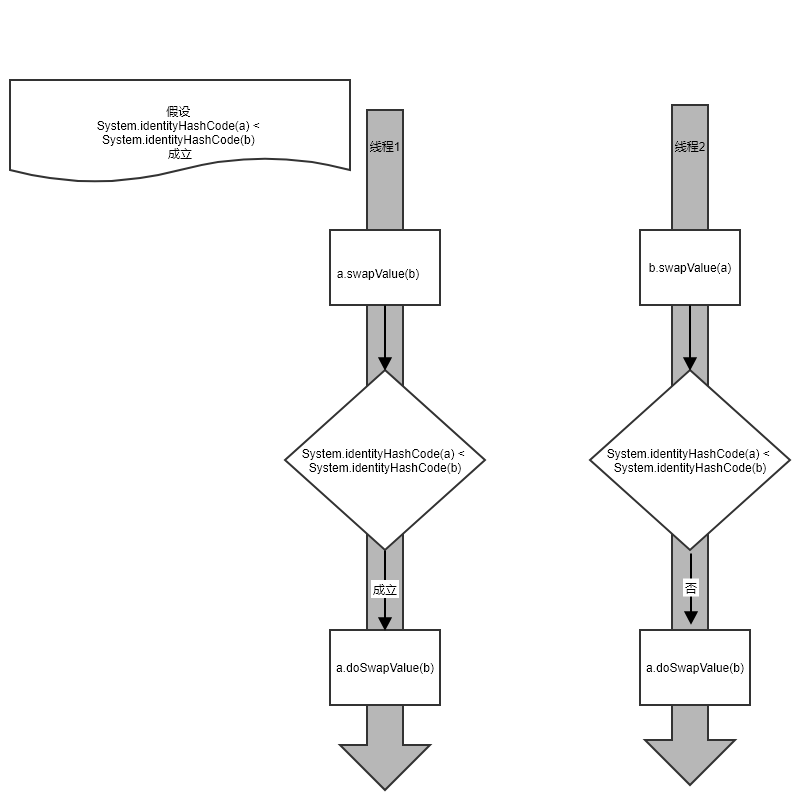 假设
System.identityHashCode(a) <
System.identityHashCode(b)
成立
线程1
线程2
a.swapValue(b)
b.swapValue(a)
System.identityHashCode(a) <
System.identityHashCode(b)
System.identityHashCode(a) <
System.identityHashCode(b)
成立
否
a.doSwapValue(b)
a.doSwapValue(b)